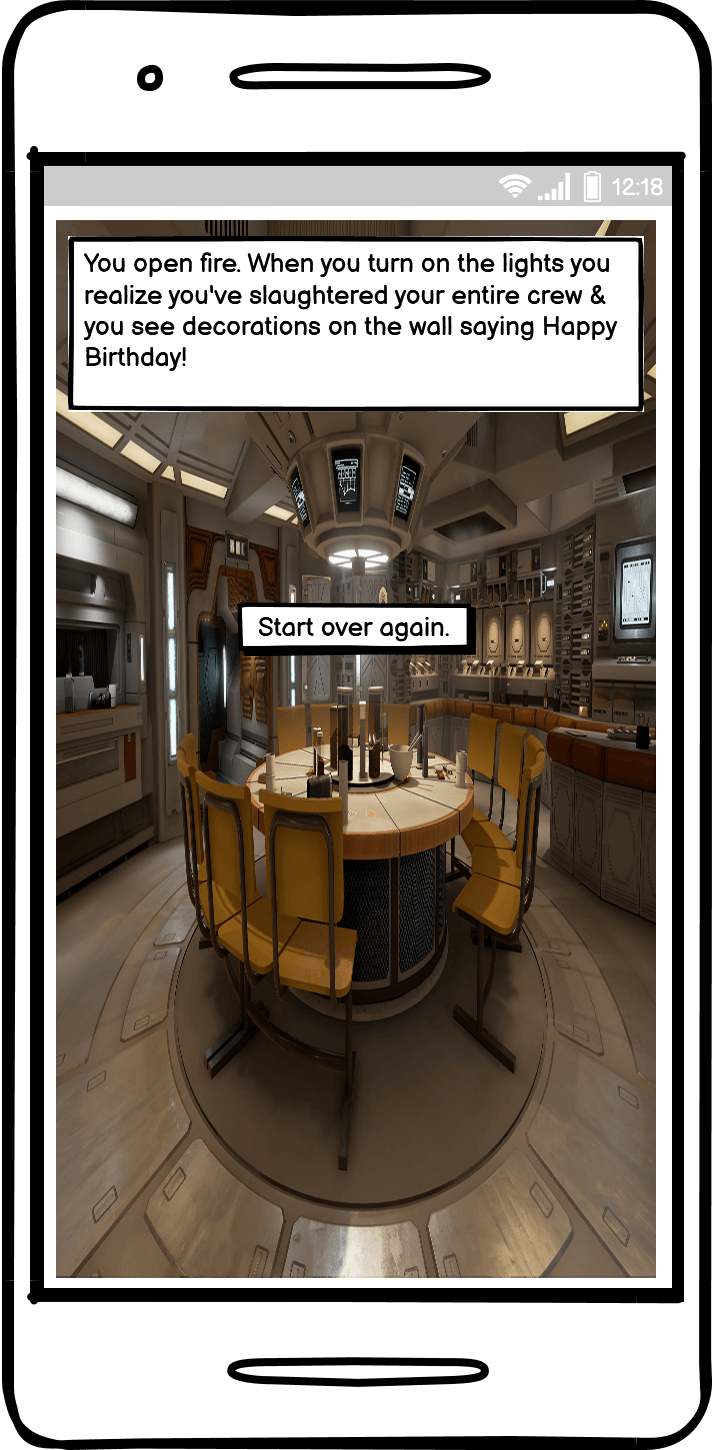 12:18
You open fire. When you turn on the lights you
realize you've slaughtered your entire crew &
you see decorations on the wall saying Happy
Birthday!
Start over again.